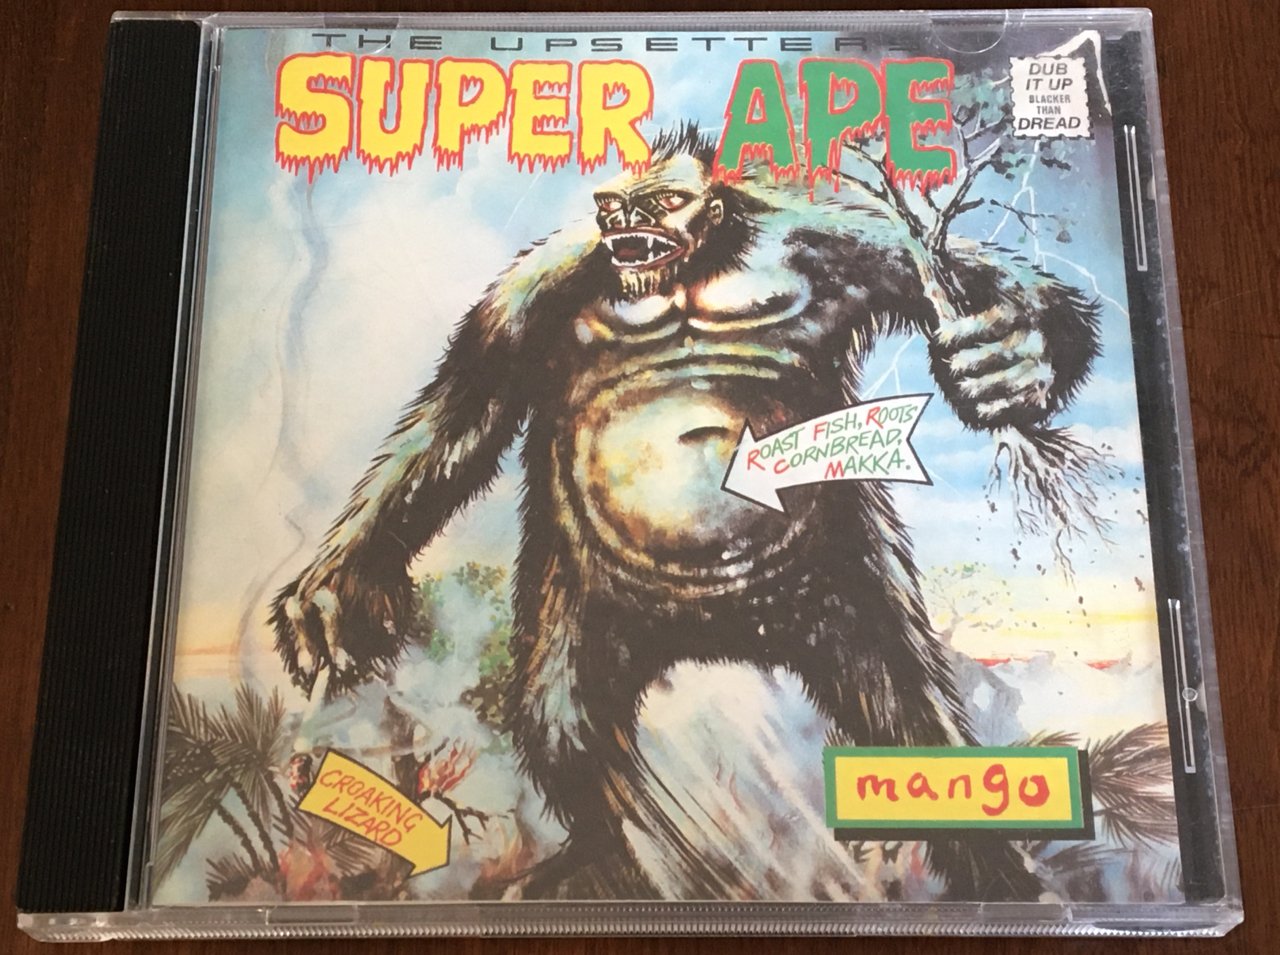 THE UPSETTERS
SUPER APE
DUB
IT UP
BLACKER
THAN
DREAD
ROAST FISH, ROOTS
CORNBREAD,
MAKKA.
mango
CROAKING
LIZARD